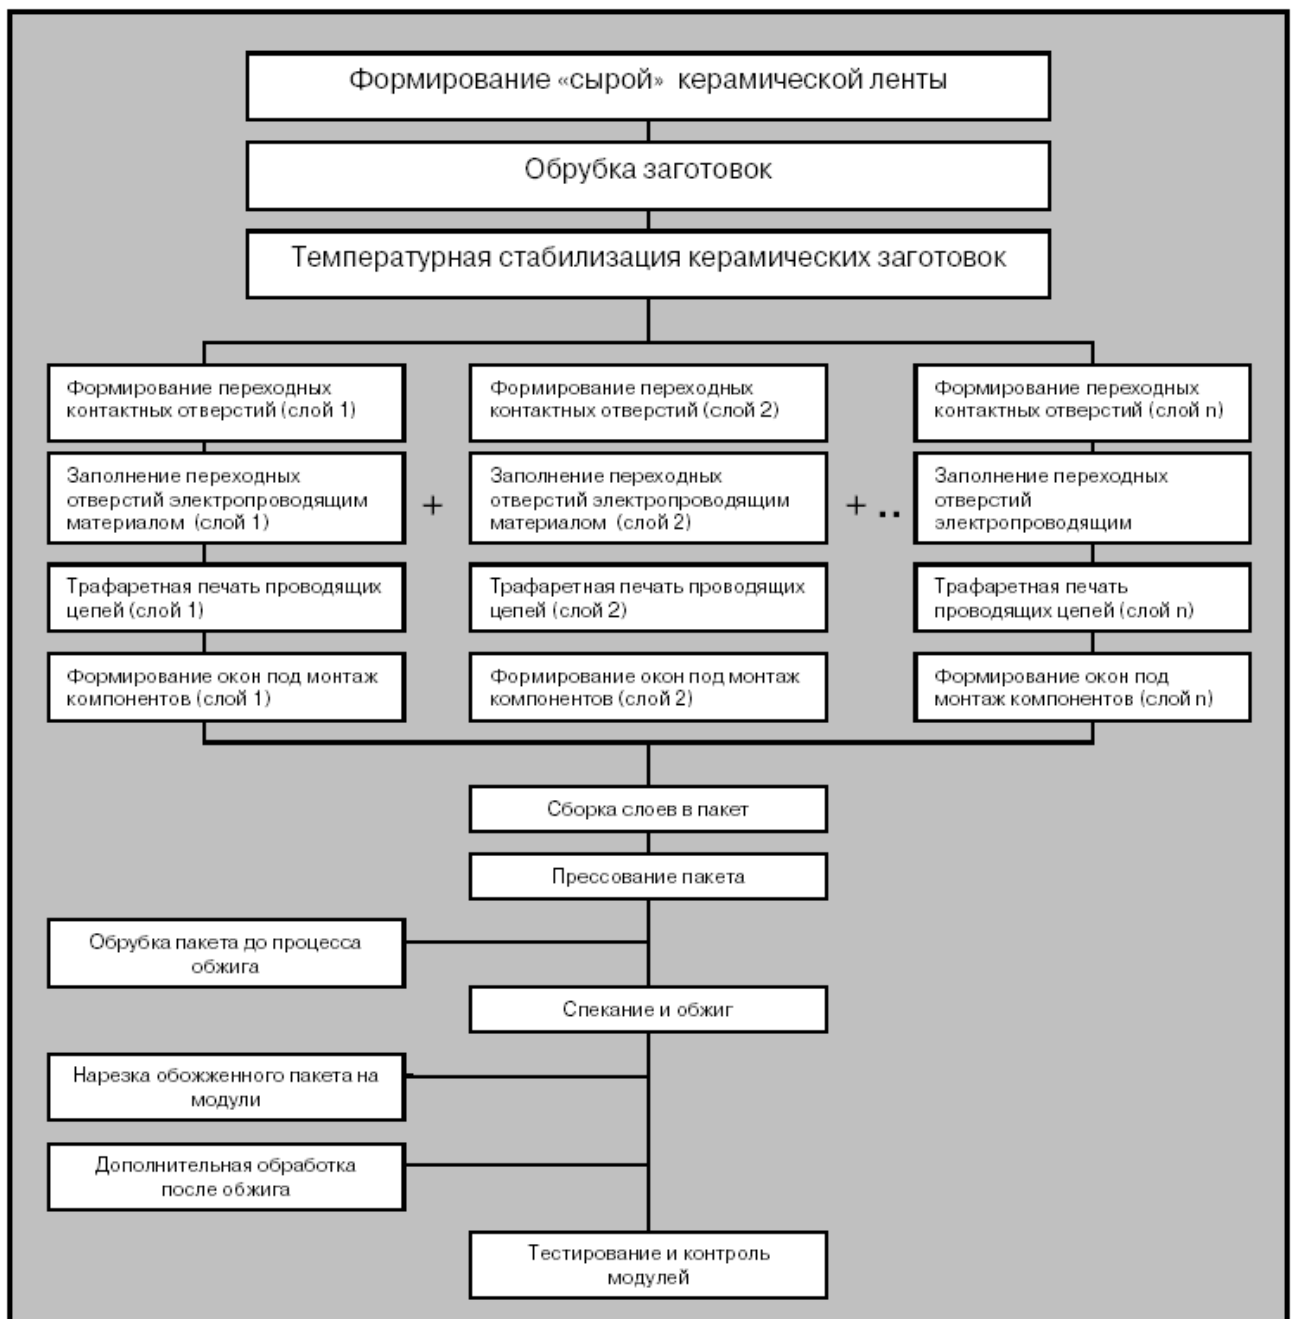 Формирование «сырой» керамической ленты
Обрубка заготовок
Температурная стабилизация керамических заготовок
Формирование переходных
контактных отверстий (слой 1)
Формирование переходных
контактных отверстий (слой 2)
Формирование переходных
контактных отверстий (слой n)
Заполнение переходных
отверстий электропроводящим
материалом (слой 1)
+
Заполнение переходных
отверстий электропроводящим
материалом (слой 2)
+ ..
Заполнение переходных
отверстий
электропроводящим
Трафаретная печать проводящих
цепей (слой 1)
Трафаретная печать проводящих
цепей (слой 2)
Трафаретная печать
проводящих цепей (слой n)
Формирование окон под монтаж
компонентов (слой 1)
Формирование окон под монтаж
компонентов (слой 2)
Формирование окон под
монтаж компонентов (слой n)
Сборка слоев в пакет
Прессование пакета
Обрубка пакета до процесса
обжига
Спекание и обжиг
Нарезка обожженного пакета на
модули
Дополнительная обработка
после обжига
Тестирование и контроль
модулей